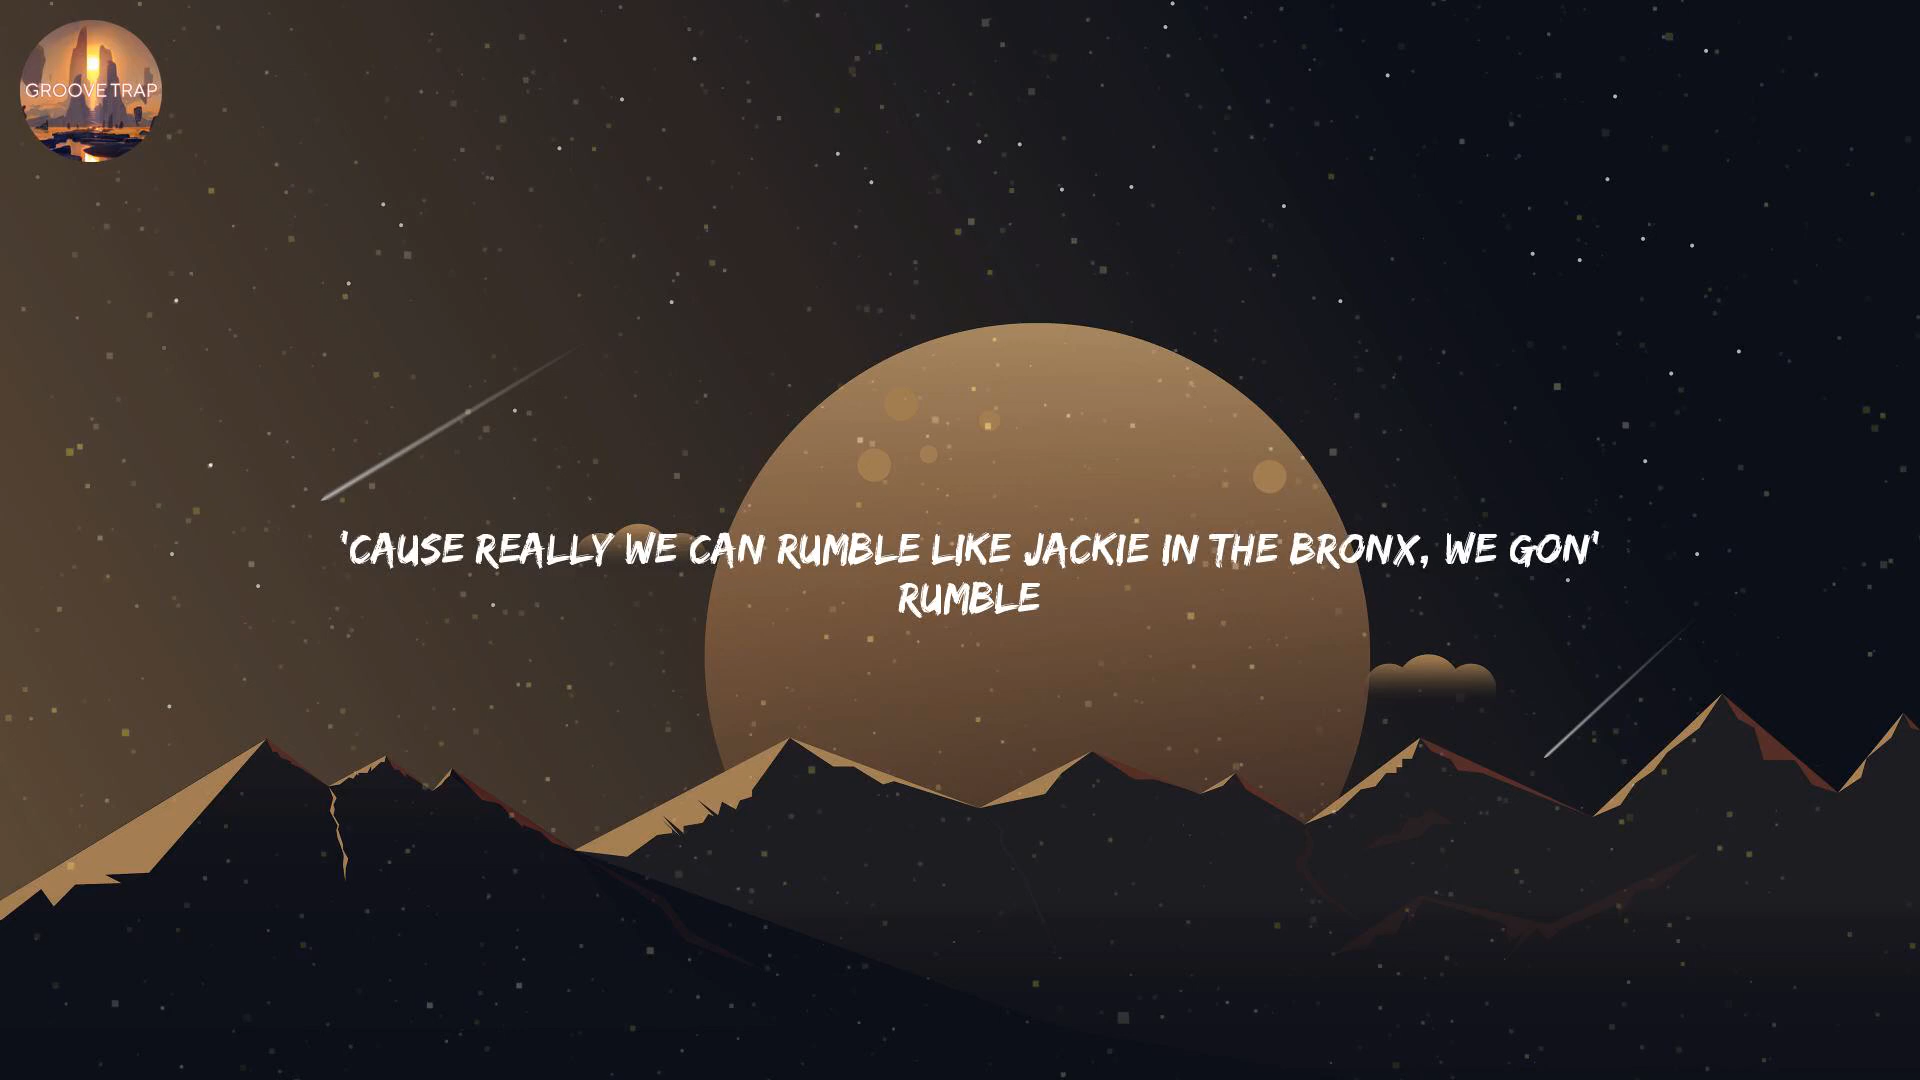 GROOVE TRAP
'CAUSE REALLY WE CAN RUMBLE LIKE JACKIE IN THE BRONX, WE GON'
RUMBLE